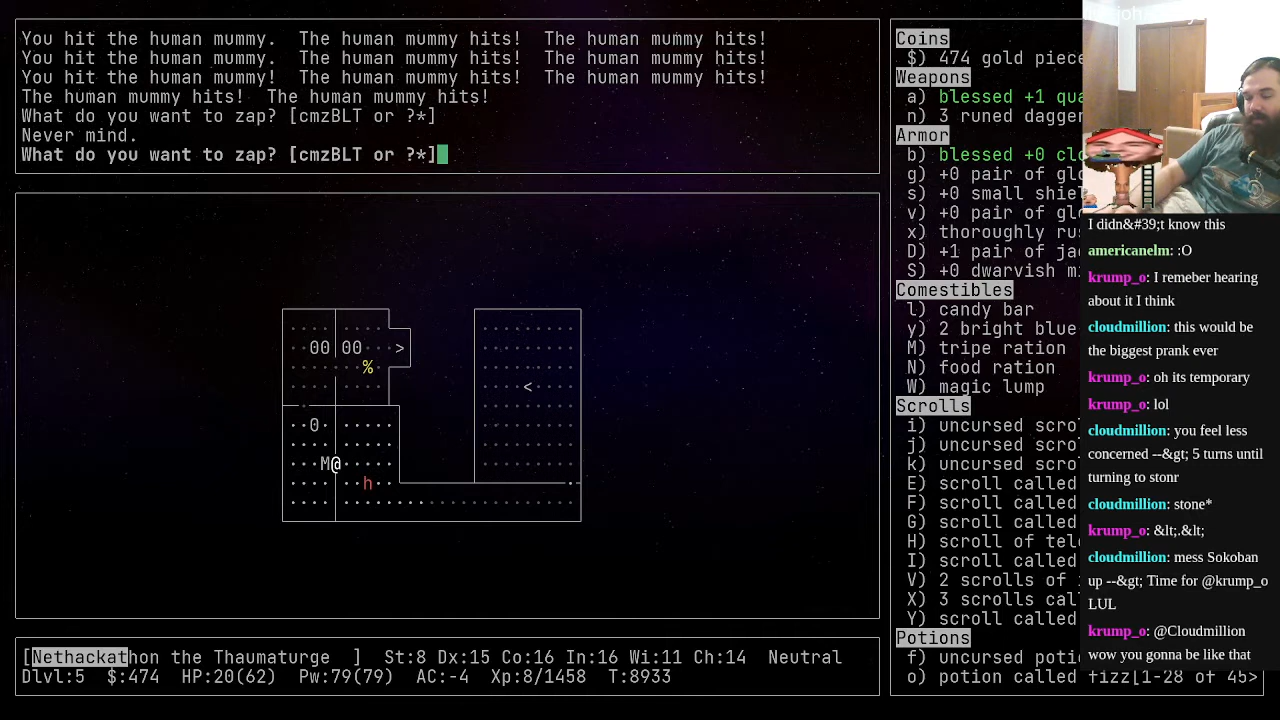 You hit the human mummy.  The human mummy hits!  The human mummy hits!
You hit the human mummy.  The human mummy hits!  The human mummy hits!
You hit the human mummy!  The human mummy hits!  The human mummy hits!
The human mummy hits!  The human mummy hits!
What do you want to zap? [cmzBLT or ?*]
Never mind.
What do you want to zap? [cmzBLT or ?*]
00 00 >
%
<
0
M@
h
[Nethackathon the Thaumaturge  ]  St:8 Dx:15 Co:16 In:16 Wi:11 Ch:14  Neutral
Dlvl:5  $:474  HP:20(62)  Pw:79(79)  AC:-4  Xp:8/1458  T:8933
Coins
$) 474 gold piece
Weapons
a) blessed +1 qua
n) 3 runed dagger
Armor
b) blessed +0 clo
g) +0 pair of glo
s) +0 small shiel
v) +0 pair of glo
x) thoroughly ru
D) +1 pair of jac
S) +0 dwarvish m
Comestibles
l) candy bar
y) 2 bright blue
M) tripe ration
N) food ration
W) magic lump
Scrolls
i) uncursed scro
j) uncursed scro
k) uncursed scro
E) scroll called
F) scroll called
G) scroll called
H) scroll of tel
I) scroll called
V) 2 scrolls of
X) 3 scrolls cal
Y) scroll called
Potions
f) uncursed poti
o) potion called fizz[1-28 of 45>
I didn&#39;t know this
americanelm: :O
krump_o: I remeber hearing
about it I think
cloudmillion: this would be
the biggest prank ever
krump_o: oh its temporary
krump_o: lol
cloudmillion: you feel less
concerned --&gt; 5 turns until
turning to stonr
cloudmillion: stone*
krump_o: &lt;.&lt;
cloudmillion: mess Sokoban
up --&gt; Time for @krump_o
LUL
krump_o: @Cloudmillion
wow you gonna be like that